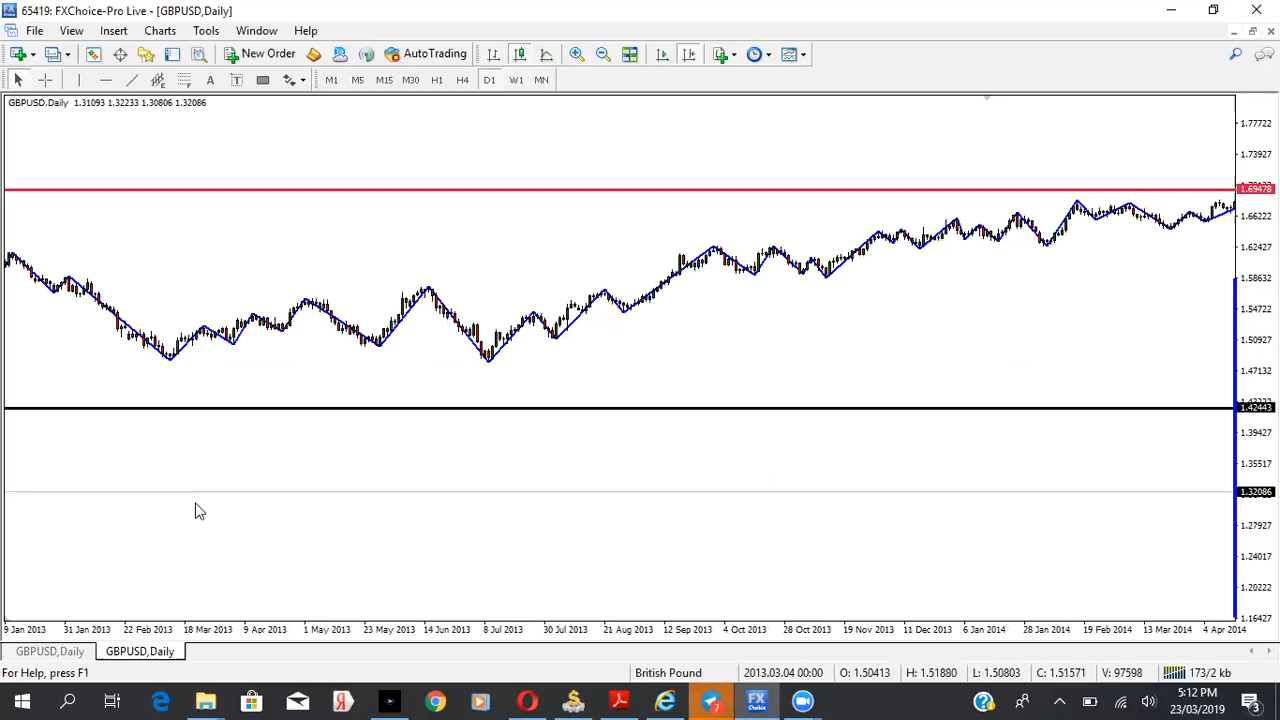 65419: FXChoice-Pro Live - [GBPUSD,Daily]
File View Insert Charts Tools Window Help
New Order AutoTrading
A T M1 M5 M15 M30 H1 H4 D1 W1 MN
GBPUSD,Daily 1.31093 1.32233 1.30806 1.32086
1.77722
1.73927
1.69478
1.66222
1.62427
1.58632
1.54722
1.50927
1.47132
1.42443
1.39427
1.35517
1.32086
1.27927
1.24017
1.20222
1.16427
9 Jan 2013 31 Jan 2013 22 Feb 2013 18 Mar 2013 9 Apr 2013 1 May 2013 23 May 2013 14 Jun 2013 8 Jul 2013 30 Jul 2013 21 Aug 2013 12 Sep 2013 4 Oct 2013 28 Oct 2013 19 Nov 2013 11 Dec 2013 6 Jan 2014 28 Jan 2014 19 Feb 2014 13 Mar 2014 4 Apr 2014
GBPUSD,Daily GBPUSD,Daily
For Help, press F1 British Pound 2013.03.04 00:00 O: 1.50413 H: 1.51880 L: 1.50803 C: 1.51571 V: 97598 173/2 kb
5:12 PM
23/03/2019
Я 7 FX Choice 3